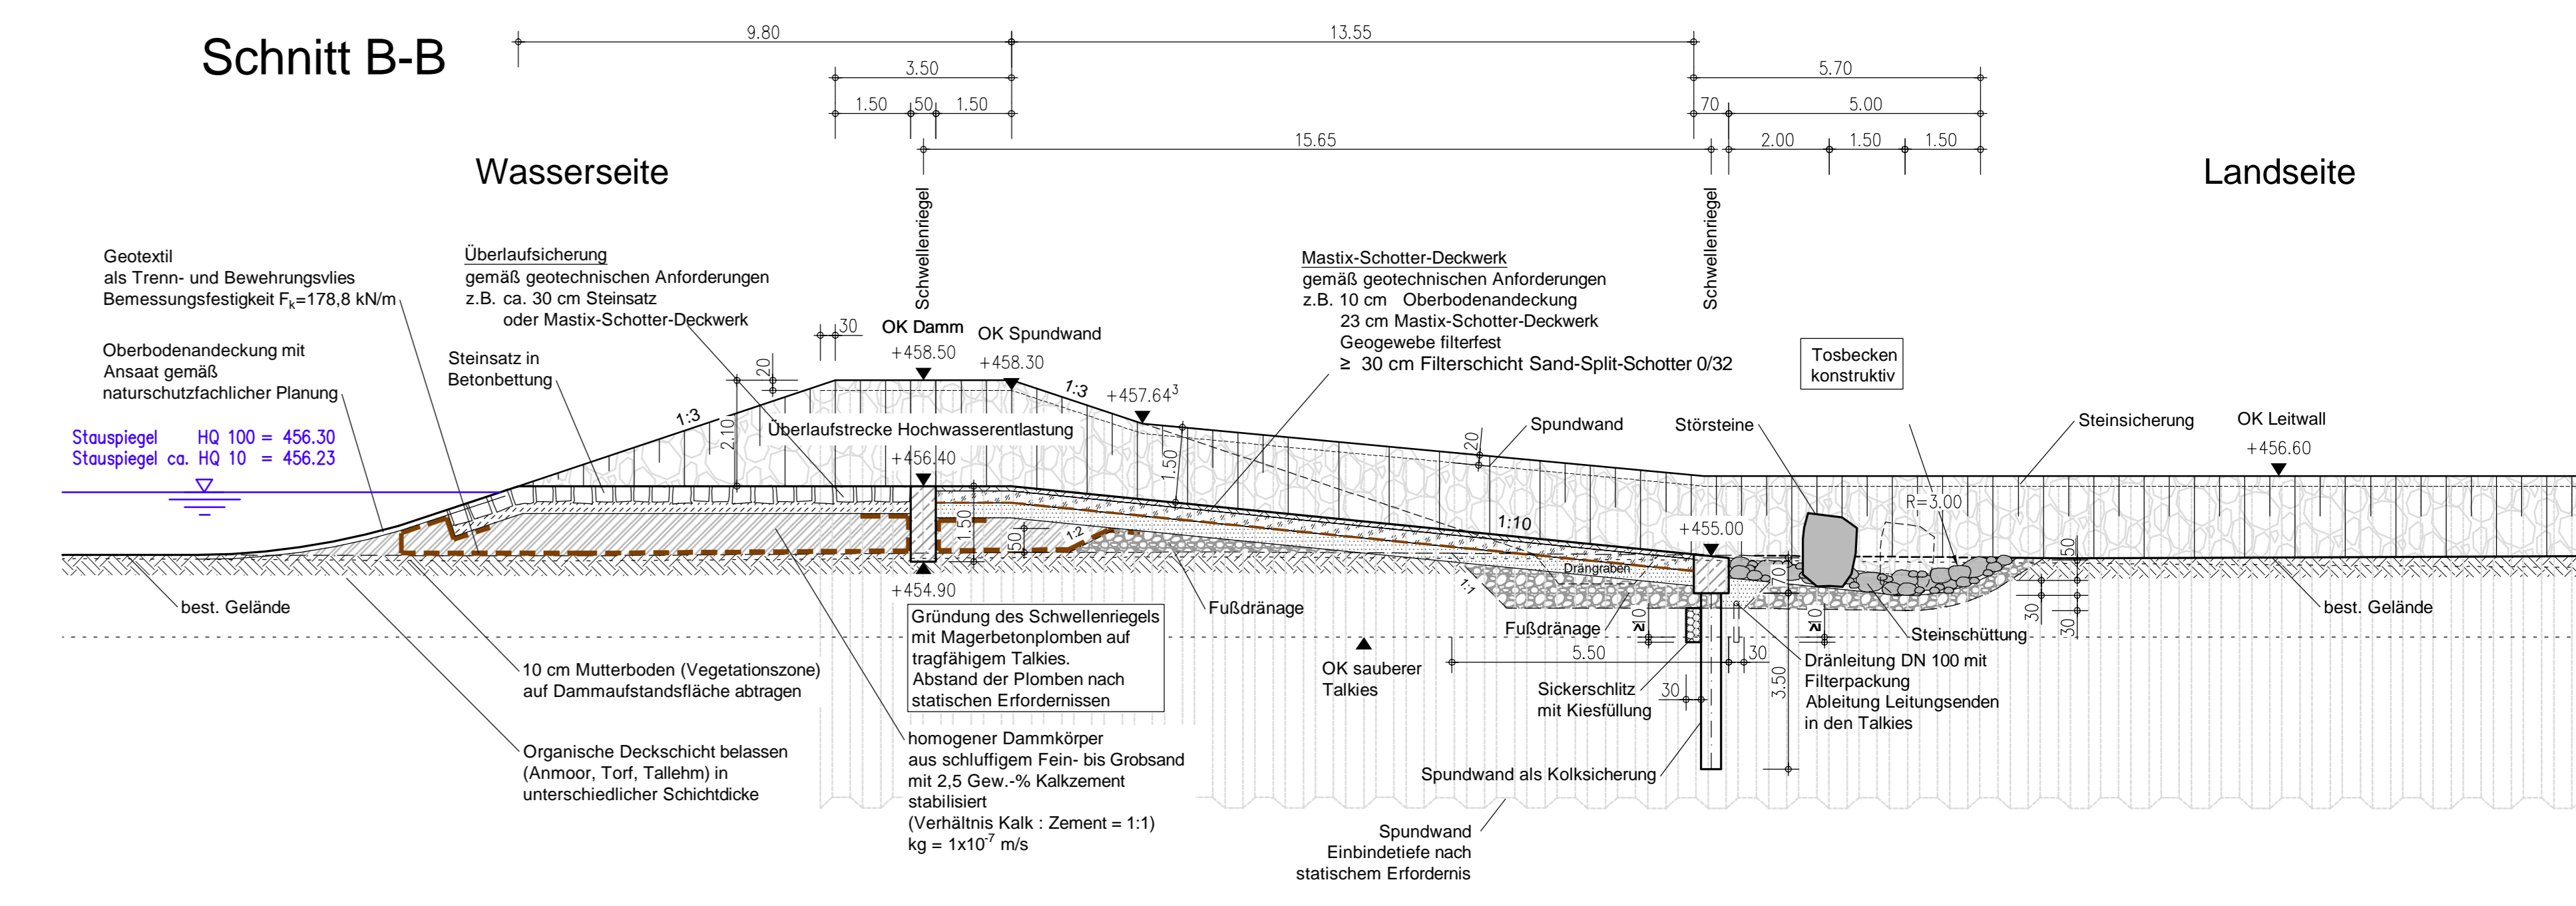 Schnitt B-B
9.80
13.55
3.50
5.70
1.50
50
1.50
70
5.00
15.65
2.00
1.50
1.50
Wasserseite
Landseite
Schwellenriegel
Schwellenriegel
Geotextil
als Trenn- und Bewehrungsvlies
Bemessungsfestigkeit Fk=178,8 kN/m
Überlaufsicherung
gemäß geotechnischen Anforderungen
z.B. ca. 30 cm Steinsatz
oder Mastix-Schotter-Deckwerk
Mastix-Schotter-Deckwerk
gemäß geotechnischen Anforderungen
z.B. 10 cm Oberbodenandeckung
23 cm Mastix-Schotter-Deckwerk
Geogewebe filterfest
≥ 30 cm Filterschicht Sand-Split-Schotter 0/32
Oberbodenandeckung mit
Ansaat gemäß
naturschutzfachlicher Planung
Steinsatz in
Betonbettung
30
20
OK Damm
+458.50
OK Spundwand
+458.30
1:3
1:3
+457.64³
Tosbecken
konstruktiv
Stauspiegel HQ 100 = 456.30
Stauspiegel ca. HQ 10 = 456.23
2.10
Überlaufstrecke Hochwasserentlastung
+456.40
1.50
20
Spundwand
Störsteine
Steinsicherung
OK Leitwall
+456.60
R=3.00
1:10
+455.00
1.50
50
1:2
Drängraben
1:1
70
50
30
30
+454.90
best. Gelände
Fußdränage
Fußdränage
Steinschüttung
best. Gelände
Gründung des Schwellenriegels
mit Magerbetonplomben auf
tragfähigem Talkies.
Abstand der Plomben nach
statischen Erfordernissen
10 cm Mutterboden (Vegetationszone)
auf Dammaufstandsfläche abtragen
OK sauberer
Talkies
5.50
30
Dränleitung DN 100 mit
Filterpackung
Ableitung Leitungsenden
in den Talkies
Sickerschlitz
mit Kiesfüllung
30
3.50
Organische Deckschicht belassen
(Anmoor, Torf, Tallehm) in
unterschiedlicher Schichtdicke
homogener Dammkörper
aus schluffigem Fein- bis Grobsand
mit 2,5 Gew.-% Kalkzement
stabilisiert
(Verhältnis Kalk : Zement = 1:1)
kg = 1x10⁻⁷ m/s
Spundwand als Kolksicherung
Spundwand
Einbindetiefe nach
statischem Erfordernis